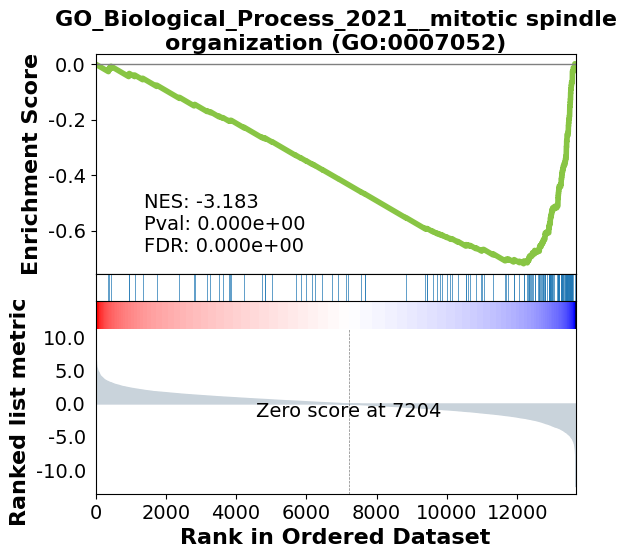 GO_Biological_Process_2021__mitotic spindle
organization (GO:0007052)
Enrichment Score
0.0
-0.2
-0.4
-0.6
NES: -3.183
Pval: 0.000e+00
FDR: 0.000e+00
Ranked list metric
10.0
5.0
0.0
-5.0
-10.0
Zero score at 7204
0 2000 4000 6000 8000 10000 12000
Rank in Ordered Dataset